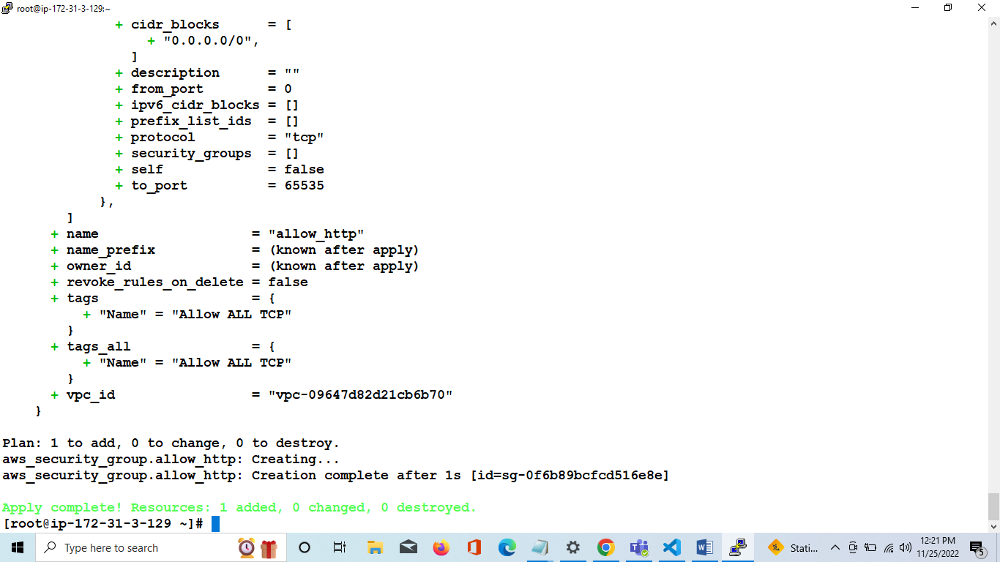 root@ip-172-31-3-129:~
              + cidr_blocks      = [
                  + "0.0.0.0/0",
                ]
              + description      = ""
              + from_port        = 0
              + ipv6_cidr_blocks = []
              + prefix_list_ids  = []
              + protocol         = "tcp"
              + security_groups  = []
              + self             = false
              + to_port          = 65535
            },
        ]
      + name                   = "allow_http"
      + name_prefix            = (known after apply)
      + owner_id               = (known after apply)
      + revoke_rules_on_delete = false
      + tags                   = {
          + "Name" = "Allow ALL TCP"
        }
      + tags_all               = {
          + "Name" = "Allow ALL TCP"
        }
      + vpc_id                 = "vpc-09647d82d21cb6b70"
    }
Plan: 1 to add, 0 to change, 0 to destroy.
aws_security_group.allow_http: Creating...
aws_security_group.allow_http: Creation complete after 1s [id=sg-0f6b89bcfcd516e8e]
Apply complete! Resources: 1 added, 0 changed, 0 destroyed.
[root@ip-172-31-3-129 ~]#
Type here to search
Stati...
12:21 PM
11/25/2022
5